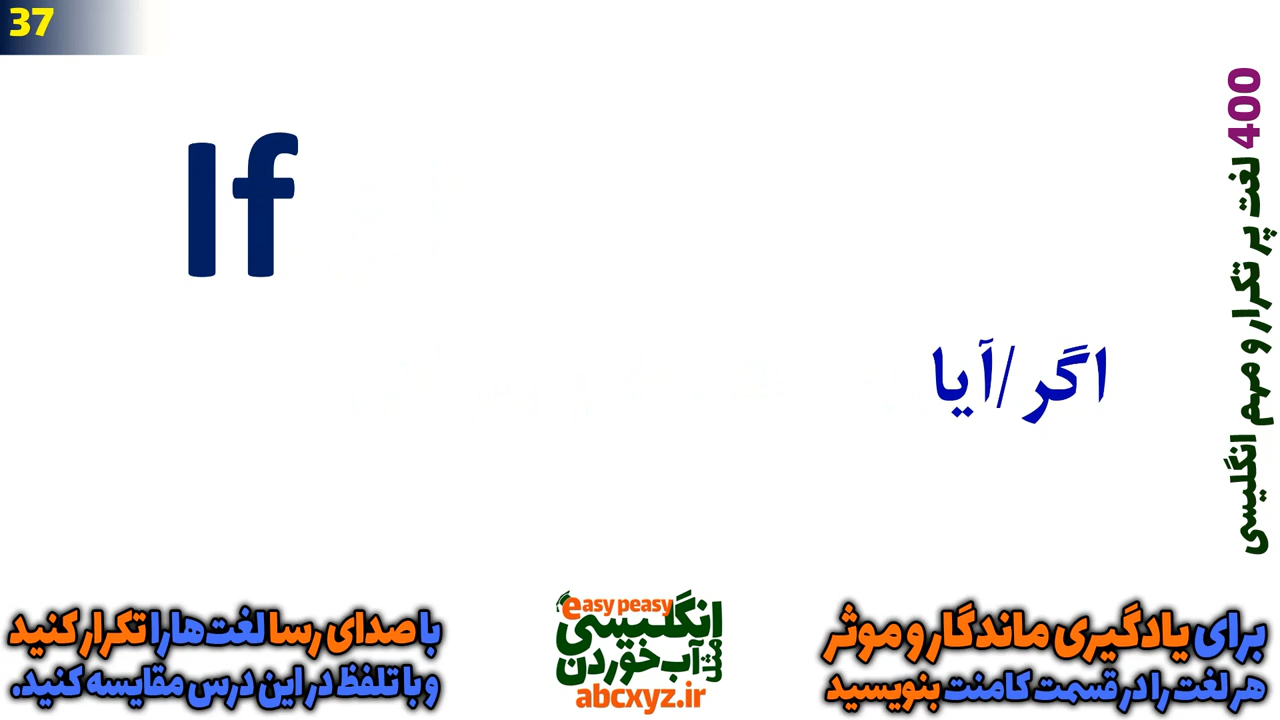 37
If
اگر/آیا
400 لغت پر تکرار و مهم انگلیسی
با صدای رسا لغت‌ها را تکرار کنید
و با تلفظ در این درس مقایسه کنید.
easy peasy
انگلیسی
مثل آب خوردن
abcxyz.ir
برای یادگیری ماندگار و موثر
هر لغت را در قسمت کامنت بنویسید